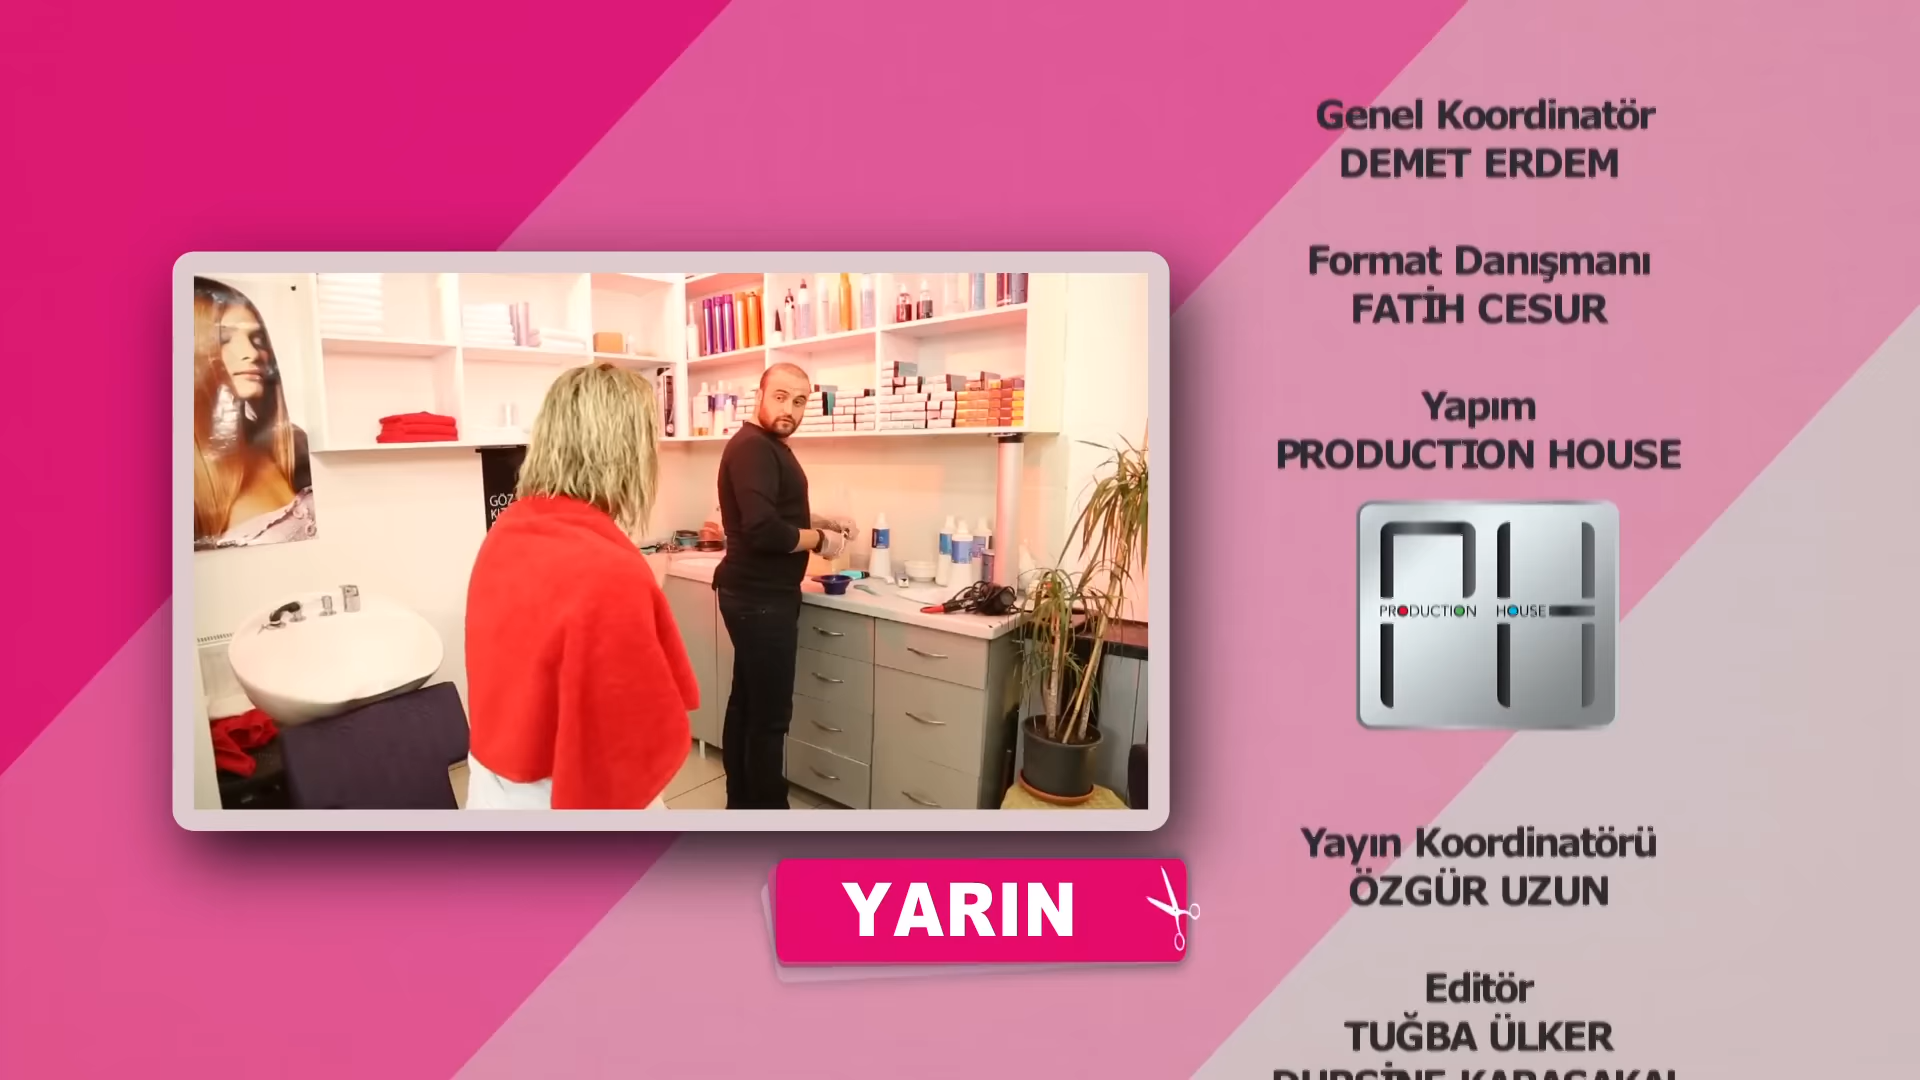 Genel Koordinatör
DEMET ERDEM
Format Danışmanı
FATİH CESUR
Yapım
PRODUCTION HOUSE
PRODUCTION HOUSE
Yayın Koordinatörü
ÖZGÜR UZUN
Editör
TUĞBA ÜLKER
YARIN